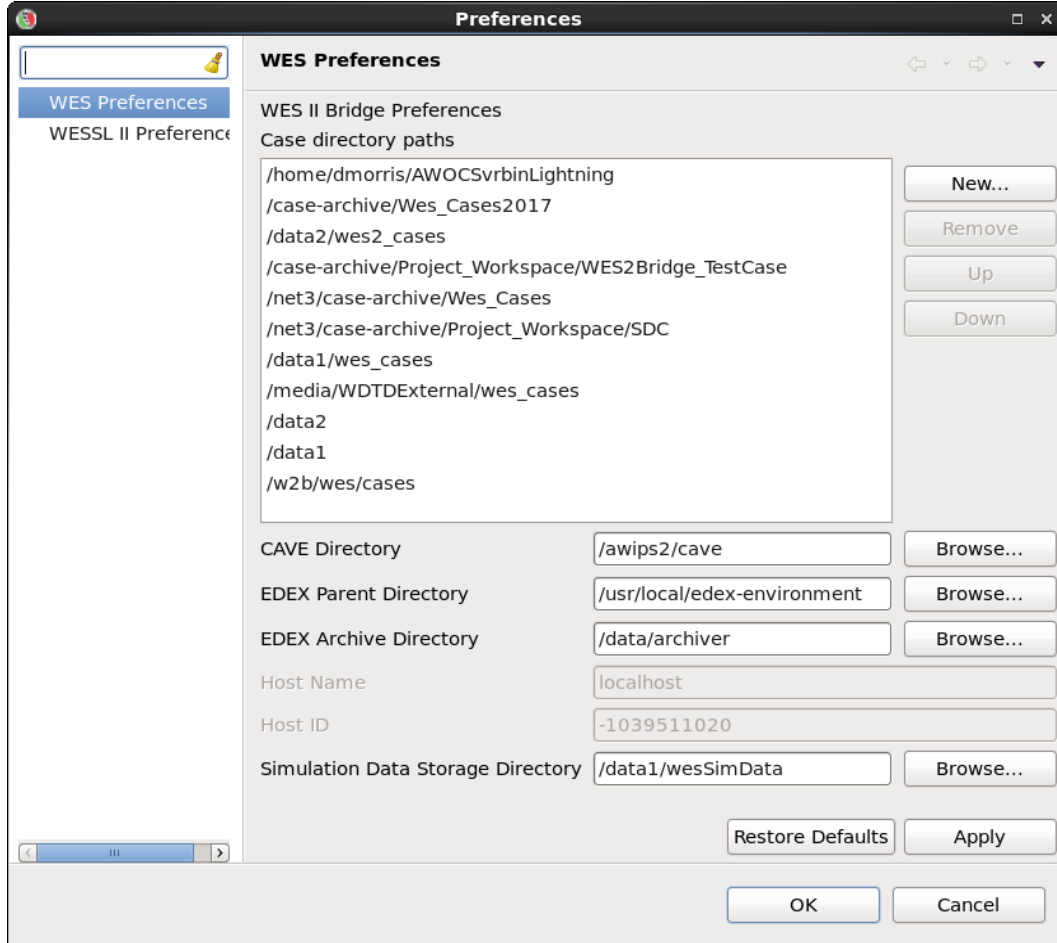 Preferences
WES Preferences
WESSL II Preference
WES Preferences
WES II Bridge Preferences
Case directory paths
/home/dmorris/AWOCSvrbinLightning
/case-archive/Wes_Cases2017
/data2/wes2_cases
/case-archive/Project_Workspace/WES2Bridge_TestCase
/net3/case-archive/Wes_Cases
/net3/case-archive/Project_Workspace/SDC
/data1/wes_cases
/media/WDTDExternal/wes_cases
/data2
/data1
/w2b/wes/cases
New...
Remove
Up
Down
CAVE Directory /awips2/cave Browse...
EDEX Parent Directory /usr/local/edex-environment Browse...
EDEX Archive Directory /data/archiver Browse...
Host Name localhost
Host ID -1039511020
Simulation Data Storage Directory /data1/wesSimData Browse...
Restore Defaults Apply
OK Cancel